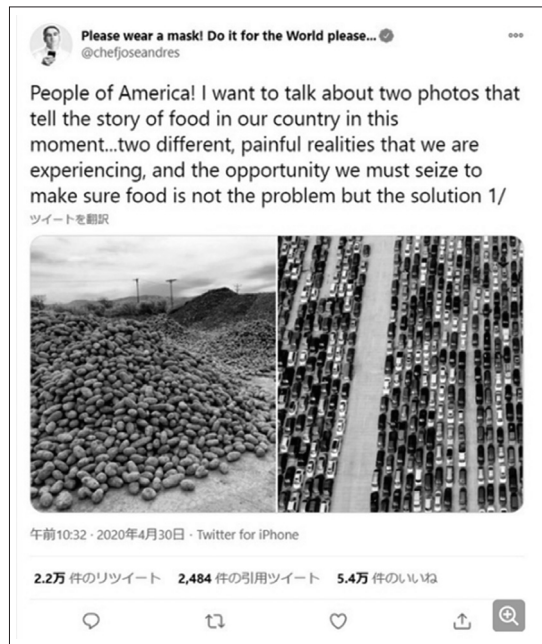 Please wear a mask! Do it for the World please...
@chefjoseandres
People of America! I want to talk about two photos that
tell the story of food in our country in this
moment...two different, painful realities that we are
experiencing, and the opportunity we must seize to
make sure food is not the problem but the solution 1/
ツイートを翻訳
午前10:32 · 2020年4月30日 · Twitter for iPhone
2.2万 件のリツイート 2,484 件の引用ツイート 5.4万 件のいいね